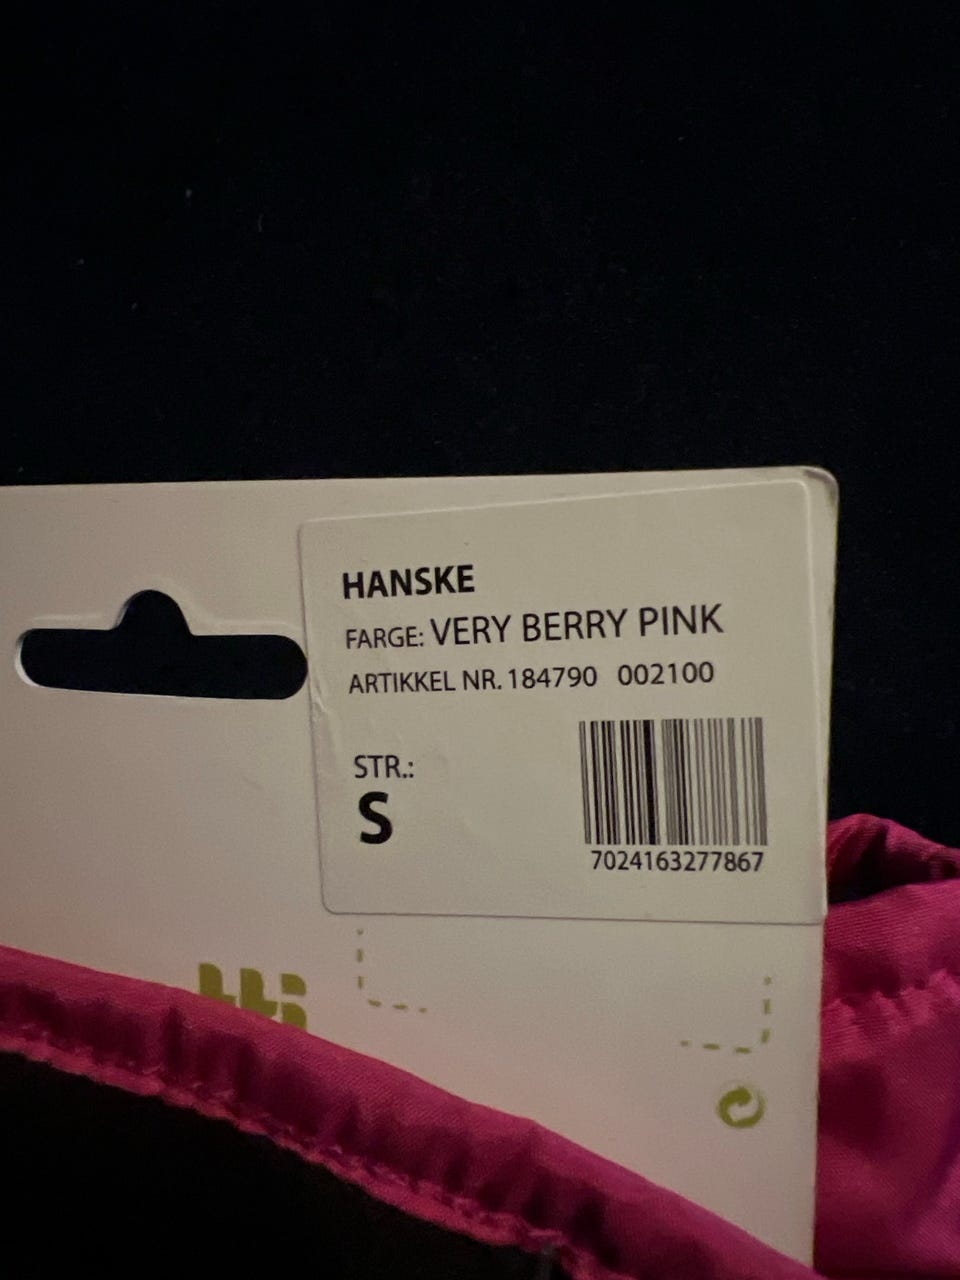 HANSKE
FARGE: VERY BERRY PINK
ARTIKKEL NR. 184790 002100
STR.:
S
7024163277867